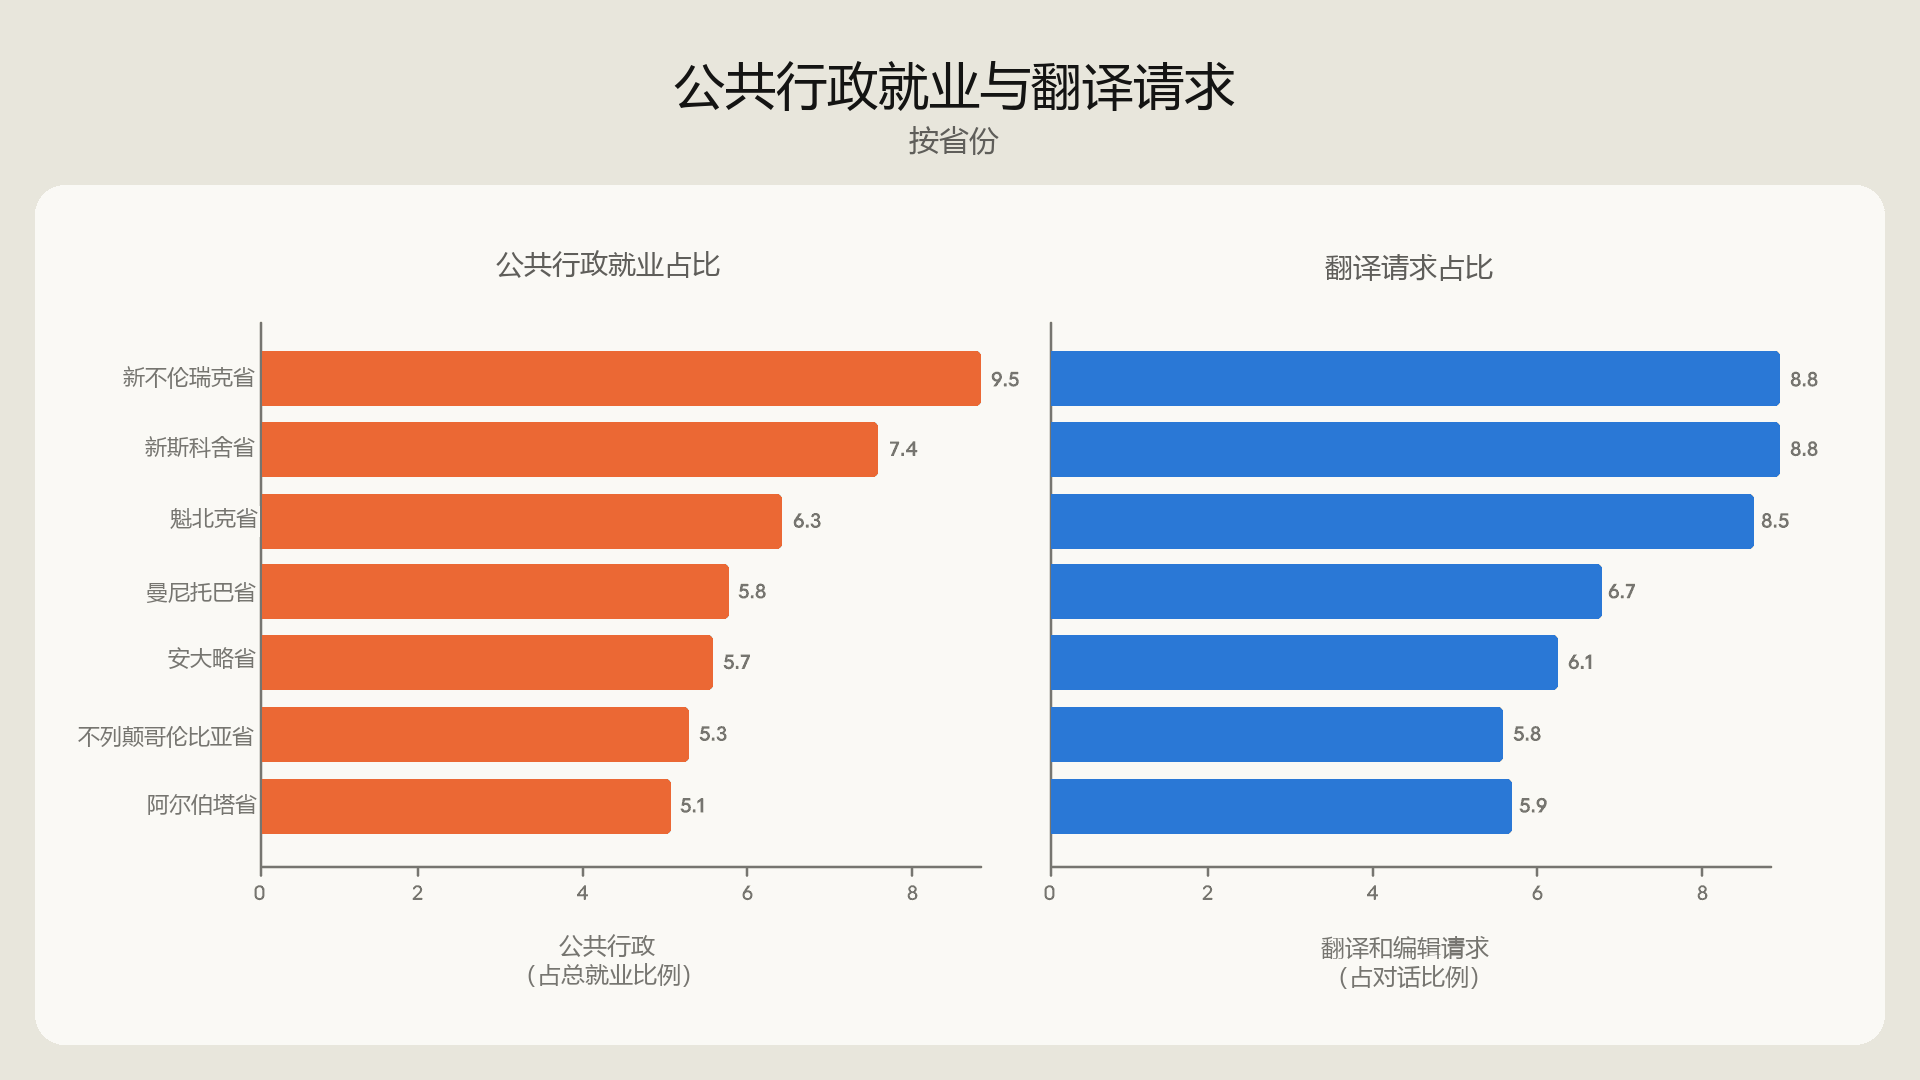 公共行政就业与翻译请求
按省份
公共行政就业占比
新不伦瑞克省 9.5
新斯科舍省 7.4
魁北克省 6.3
曼尼托巴省 5.8
安大略省 5.7
不列颠哥伦比亚省 5.3
阿尔伯塔省 5.1
0 2 4 6 8
公共行政
（占总就业比例）
翻译请求占比
8.8
8.8
8.5
6.7
6.1
5.8
5.9
0 2 4 6 8
翻译和编辑请求
（占对话比例）